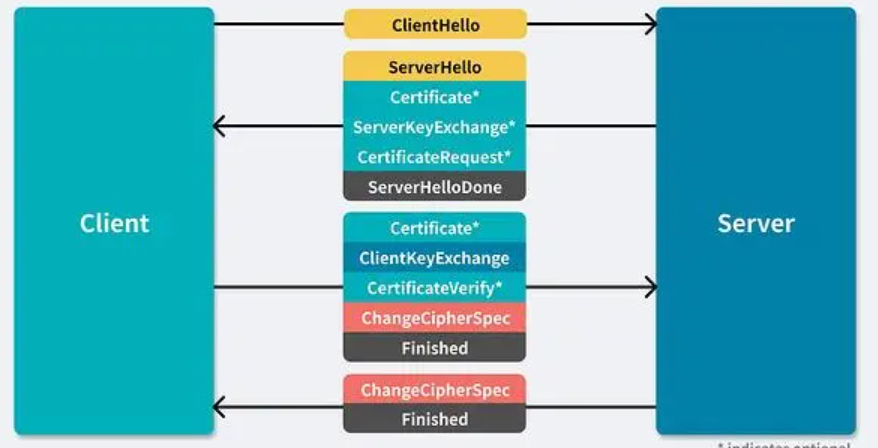 ClientHello
ServerHello
Certificate*
ServerKeyExchange*
CertificateRequest*
ServerHelloDone
Client
Server
Certificate*
ClientKeyExchange
CertificateVerify*
ChangeCipherSpec
Finished
ChangeCipherSpec
Finished
* indicates optional